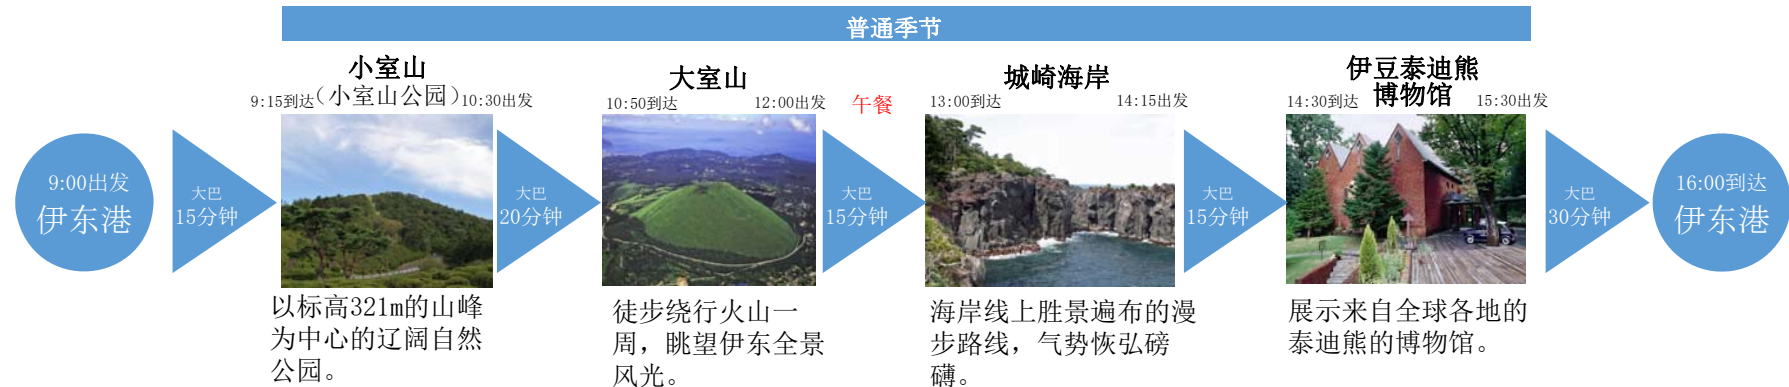 普通季节
9:00出发
伊东港
大巴
15分钟
小室山
9:15到达(小室山公园)10:30出发
以标高321m的山峰
为中心的辽阔自然
公园。
大巴
20分钟
大室山
10:50到达 12:00出发
徒步绕行火山一
周，眺望伊东全景
风光。
午餐
大巴
15分钟
城崎海岸
13:00到达 14:15出发
海岸线上胜景遍布的漫
步路线，气势恢弘磅
礴。
大巴
15分钟
伊豆泰迪熊
博物馆
14:30到达 15:30出发
展示来自全球各地的
泰迪熊的博物馆。
大巴
30分钟
16:00到达
伊东港